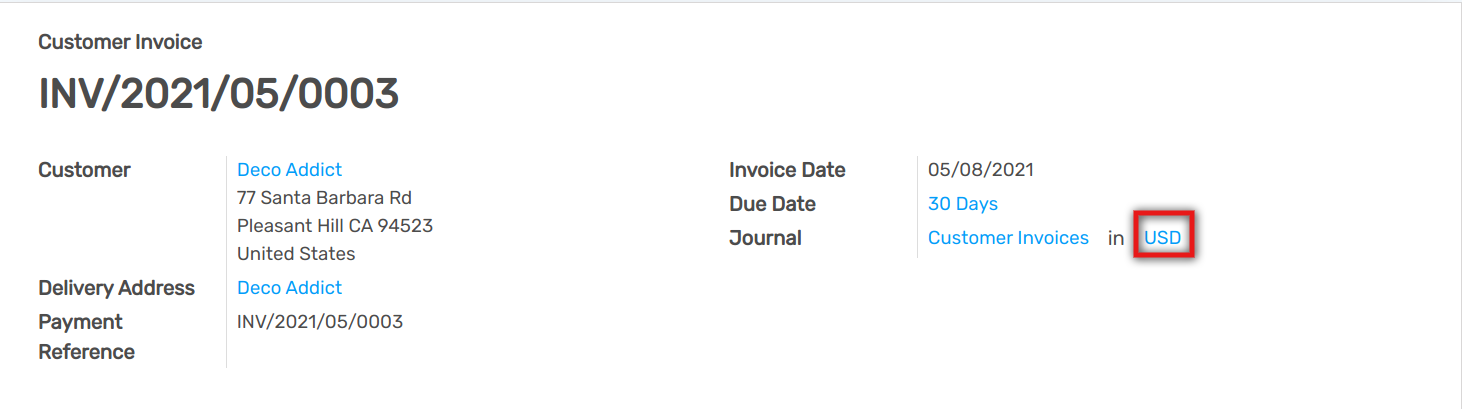 Customer Invoice
INV/2021/05/0003
Customer
Deco Addict
77 Santa Barbara Rd
Pleasant Hill CA 94523
United States
Delivery Address
Deco Addict
Payment
Reference
INV/2021/05/0003
Invoice Date
05/08/2021
Due Date
30 Days
Journal
Customer Invoices in USD